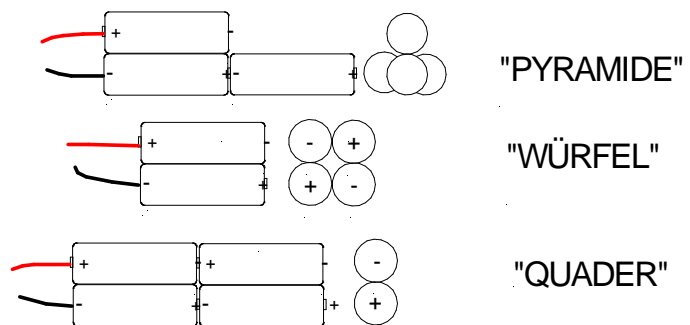 + -
- + - +
"PYRAMIDE"
+ - - +
- + + -
"WÜRFEL"
+ - + - -
- + - + +
"QUADER"